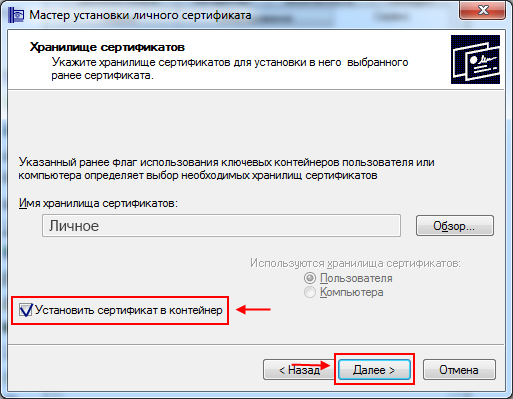 Мастер установки личного сертификата
Хранилище сертификатов
Укажите хранилище сертификатов для установки в него выбранного
ранее сертификата.
Указанный ранее флаг использования ключевых контейнеров пользователя или
компьютера определяет выбор необходимых хранилищ сертификатов
Имя хранилища сертификатов:
Личное
Обзор...
Используются хранилища сертификатов:
Пользователя
Компьютера
Установить сертификат в контейнер
< Назад
Далее >
Отмена